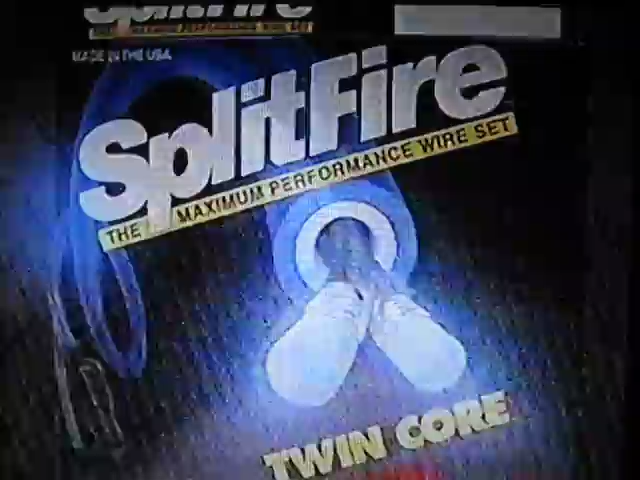 SplitFire
MADE IN THE USA
SplitFire
THE MAXIMUM PERFORMANCE WIRE SET
TWIN CORE